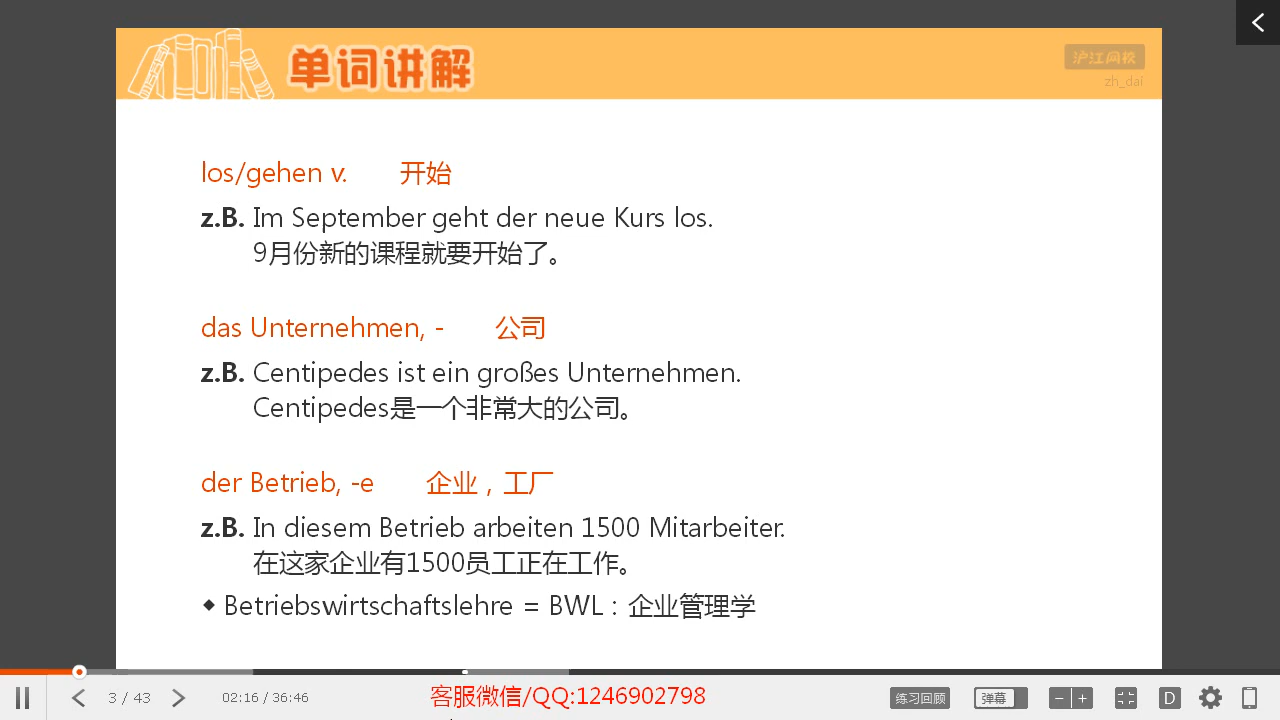 单词讲解
沪江网校
zh_dai
los/gehen v. 开始
z.B. Im September geht der neue Kurs los.
9月份新的课程就要开始了。
das Unternehmen, - 公司
z.B. Centipedes ist ein großes Unternehmen.
Centipedes是一个非常大的公司。
der Betrieb, -e 企业，工厂
z.B. In diesem Betrieb arbeiten 1500 Mitarbeiter.
在这家企业有1500员工正在工作。
◆ Betriebswirtschaftslehre = BWL：企业管理学
3 / 43 02:16 / 36:46 客服微信/QQ:1246902798 练习回顾 弹幕 − + D